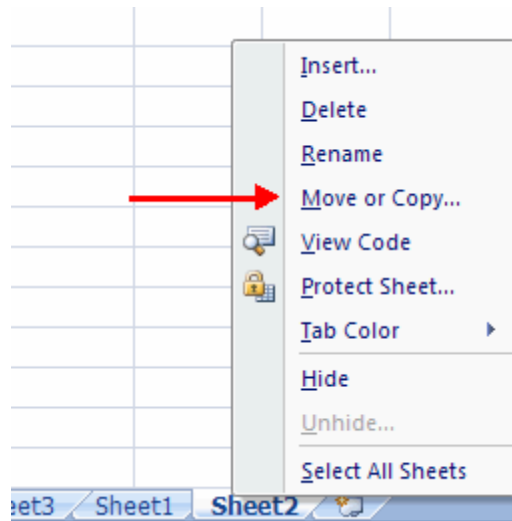 Insert...
Delete
Rename
Move or Copy...
View Code
Protect Sheet...
Tab Color
Hide
Unhide...
Select All Sheets
eet3 Sheet1 Sheet2